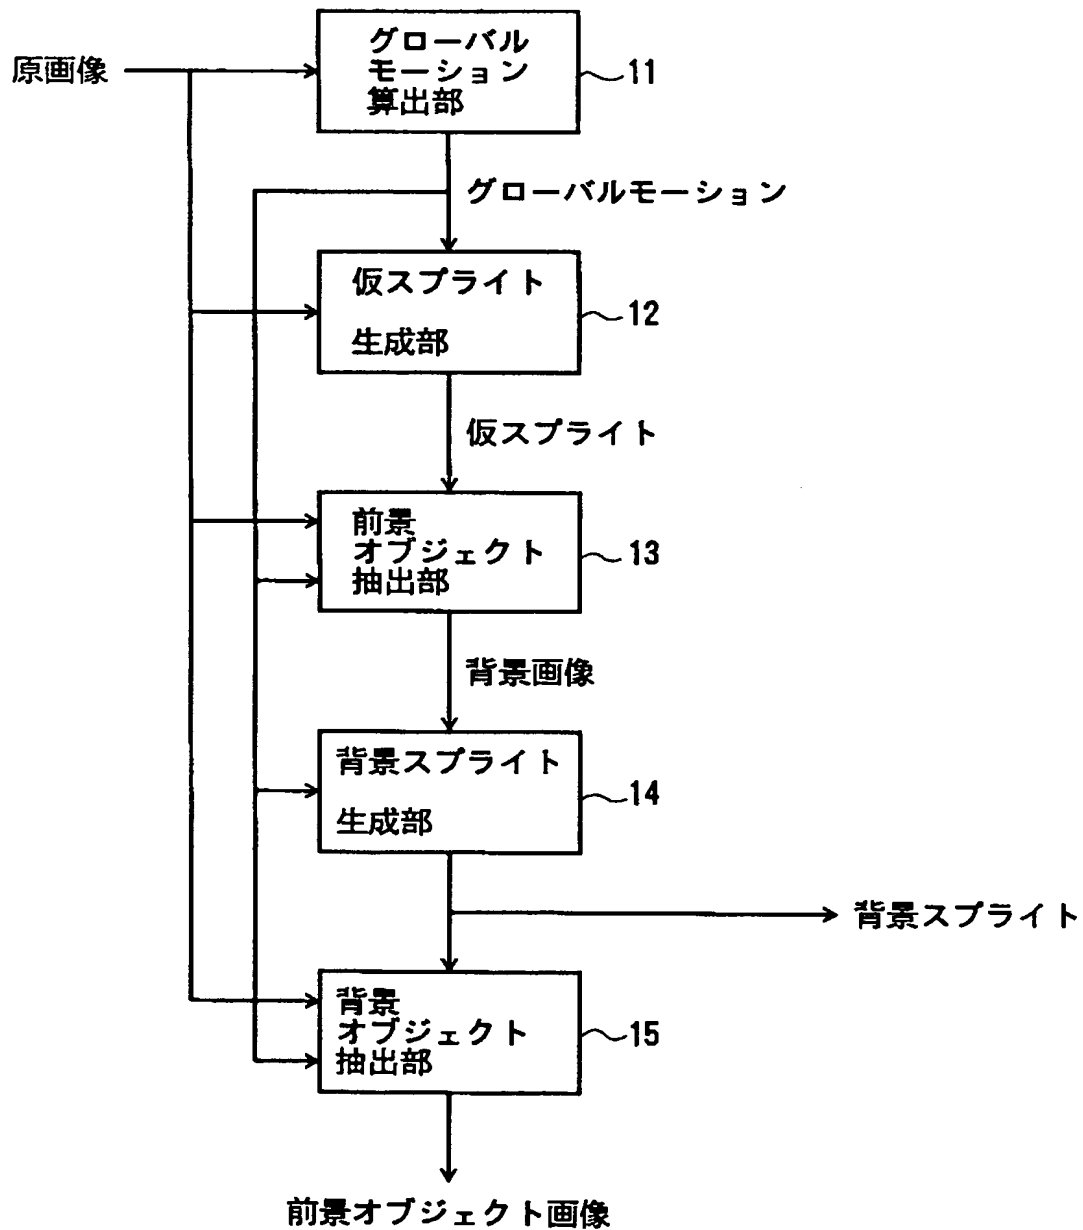 グローバル
モーション
算出部
原画像
11
グローバルモーション
仮スプライト
生成部
12
仮スプライト
前景
オブジェクト
抽出部
13
背景画像
背景スプライト
生成部
14
背景スプライト
背景
オブジェクト
抽出部
15
前景オブジェクト画像